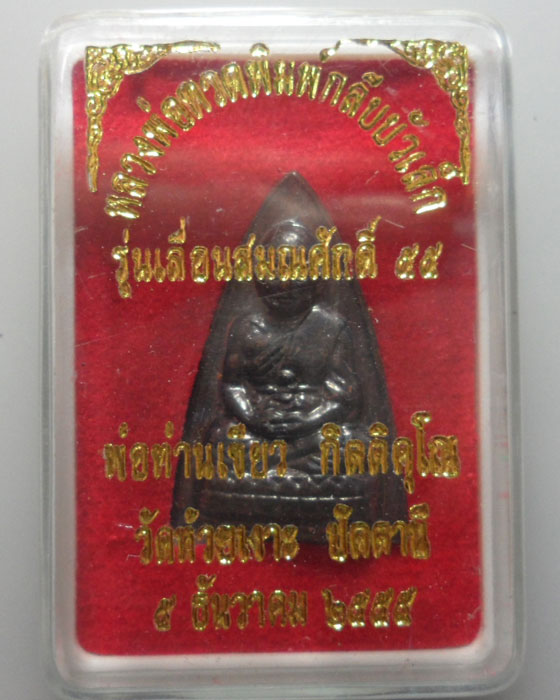 หลวงพ่อทวดพิมพ์กลีบบัวเล็ก
รุ่นเลื่อนสมณศักดิ์ ๕๕
พ่อท่านเขียว กิตติคุโณ
วัดห้วยเงาะ ปัตตานี
๕ ธันวาคม ๒๕๕๕